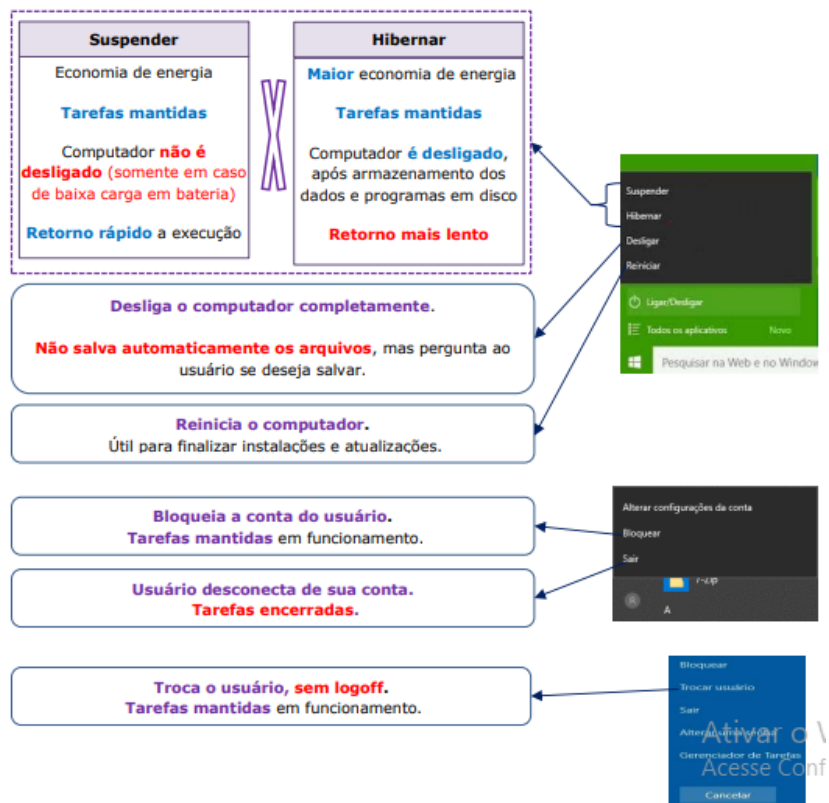 Suspender
Economia de energia
Tarefas mantidas
Computador não é
desligado (somente em caso
de baixa carga em bateria)
Retorno rápido a execução
X
Hibernar
Maior economia de energia
Tarefas mantidas
Computador é desligado,
após armazenamento dos
dados e programas em disco
Retorno mais lento
Suspender
Hibernar
Desligar
Reiniciar
Ligar/Desligar
Todos os aplicativos Novo
Pesquisar na Web e no Window
Desliga o computador completamente.
Não salva automaticamente os arquivos, mas pergunta ao
usuário se deseja salvar.
Reinicia o computador.
Útil para finalizar instalações e atualizações.
Bloqueia a conta do usuário.
Tarefas mantidas em funcionamento.
Usuário desconecta de sua conta.
Tarefas encerradas.
Alterar configurações da conta
Bloquear
Sair
7-Zip
A
Troca o usuário, sem logoff.
Tarefas mantidas em funcionamento.
Bloquear
Trocar usuário
Sair
Alterar uma senha
Gerenciador de Tarefas
Cancelar
Ativar o
Acesse Conf